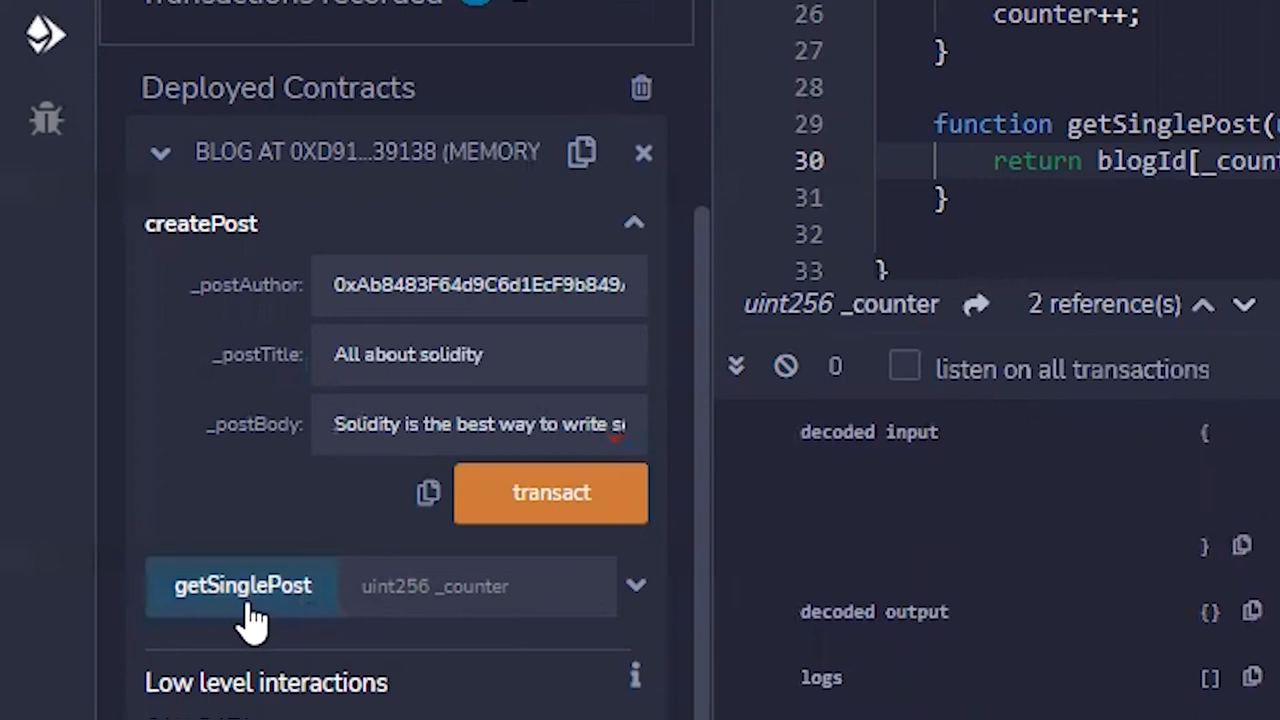 Transactions recorded
Deployed Contracts
BLOG AT 0XD91...39138 (MEMORY
createPost
_postAuthor:
0xAb8483F64d9C6d1EcF9b849
_postTitle:
All about solidity
_postBody:
Solidity is the best way to write
transact
getSinglePost
uint256 _counter
Low level interactions
26 counter++;
27 }
28
29 function getSinglePost(
30 return blogId[_coun
31 }
32
33 }
uint256 _counter 2 reference(s)
0 listen on all transactions
decoded input {
}
decoded output {}
logs []